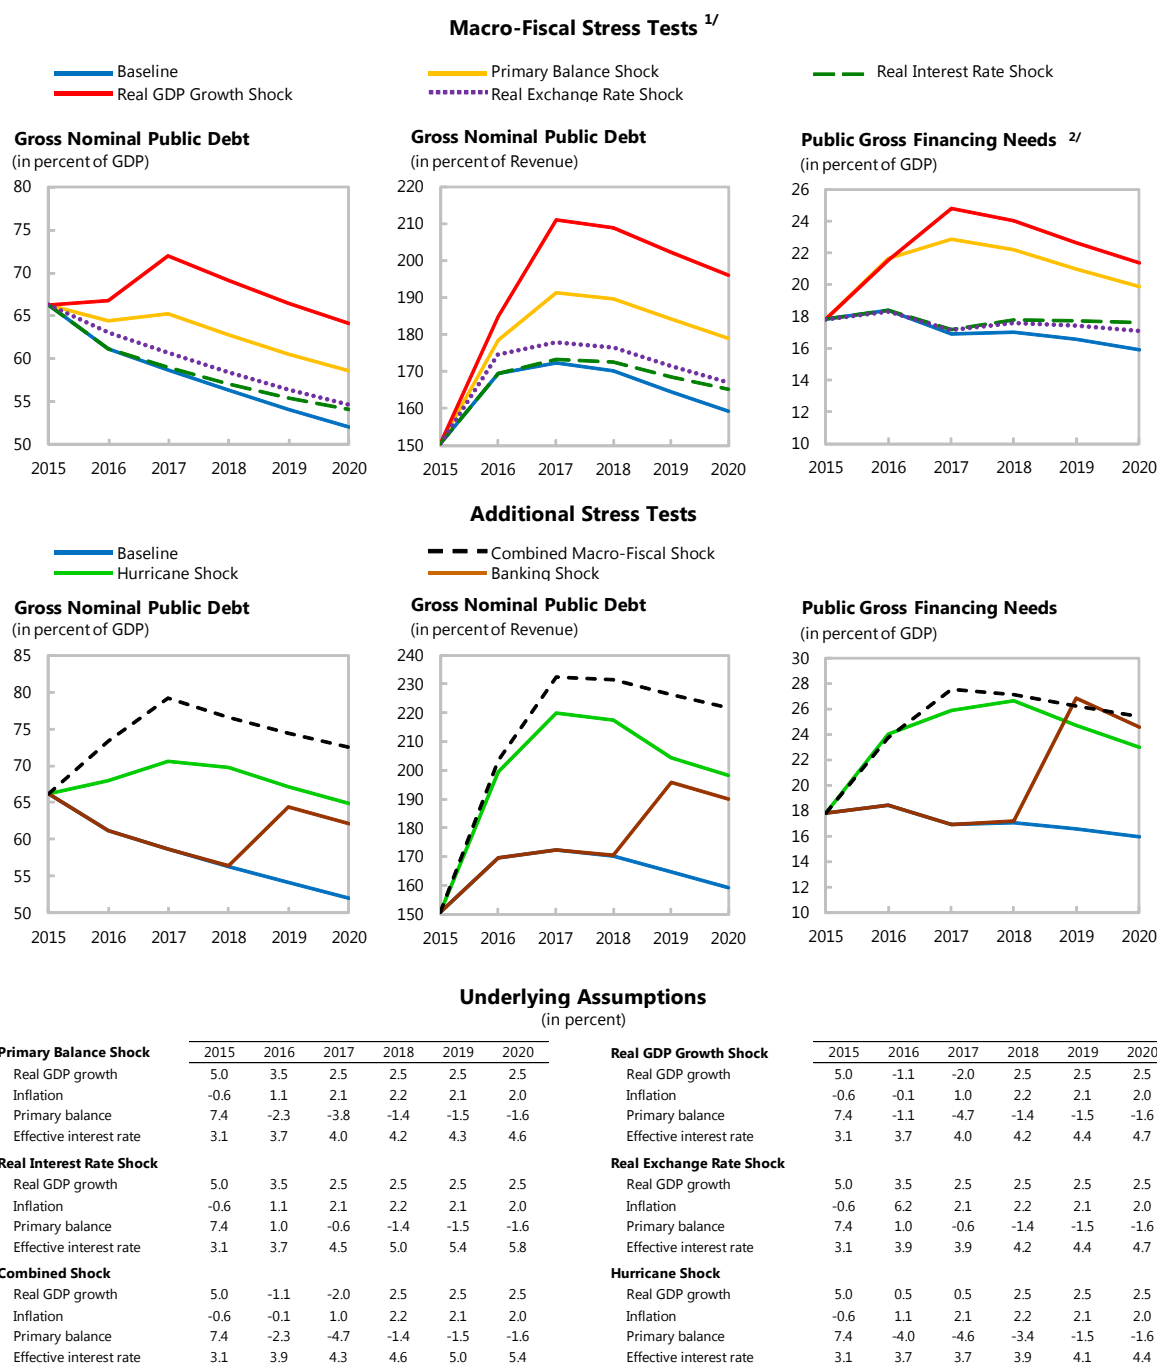 Macro-Fiscal Stress Tests 1/
Baseline Primary Balance Shock Real Interest Rate Shock
Real GDP Growth Shock Real Exchange Rate Shock
Gross Nominal Public Debt
(in percent of GDP)
80
75
70
65
60
55
50
2015 2016 2017 2018 2019 2020
Gross Nominal Public Debt
(in percent of Revenue)
220
210
200
190
180
170
160
150
2015 2016 2017 2018 2019 2020
Public Gross Financing Needs 2/
(in percent of GDP)
26
24
22
20
18
16
14
12
10
2015 2016 2017 2018 2019 2020
Additional Stress Tests
Baseline Combined Macro-Fiscal Shock
Hurricane Shock Banking Shock
Gross Nominal Public Debt
(in percent of GDP)
85
80
75
70
65
60
55
50
2015 2016 2017 2018 2019 2020
Gross Nominal Public Debt
(in percent of Revenue)
240
230
220
210
200
190
180
170
160
150
2015 2016 2017 2018 2019 2020
Public Gross Financing Needs
(in percent of GDP)
30
28
26
24
22
20
18
16
14
12
10
2015 2016 2017 2018 2019 2020
Underlying Assumptions
(in percent)
Primary Balance Shock 2015 2016 2017 2018 2019 2020
Real GDP growth 5.0 3.5 2.5 2.5 2.5 2.5
Inflation -0.6 1.1 2.1 2.2 2.1 2.0
Primary balance 7.4 -2.3 -3.8 -1.4 -1.5 -1.6
Effective interest rate 3.1 3.7 4.0 4.2 4.3 4.6
Real Interest Rate Shock
Real GDP growth 5.0 3.5 2.5 2.5 2.5 2.5
Inflation -0.6 1.1 2.1 2.2 2.1 2.0
Primary balance 7.4 1.0 -0.6 -1.4 -1.5 -1.6
Effective interest rate 3.1 3.7 4.5 5.0 5.4 5.8
Combined Shock
Real GDP growth 5.0 -1.1 -2.0 2.5 2.5 2.5
Inflation -0.6 -0.1 1.0 2.2 2.1 2.0
Primary balance 7.4 -2.3 -4.7 -1.4 -1.5 -1.6
Effective interest rate 3.1 3.9 4.3 4.6 5.0 5.4
Real GDP Growth Shock 2015 2016 2017 2018 2019 2020
Real GDP growth 5.0 -1.1 -2.0 2.5 2.5 2.5
Inflation -0.6 -0.1 1.0 2.2 2.1 2.0
Primary balance 7.4 -1.1 -4.7 -1.4 -1.5 -1.6
Effective interest rate 3.1 3.7 4.0 4.2 4.4 4.7
Real Exchange Rate Shock
Real GDP growth 5.0 3.5 2.5 2.5 2.5 2.5
Inflation -0.6 6.2 2.1 2.2 2.1 2.0
Primary balance 7.4 1.0 -0.6 -1.4 -1.5 -1.6
Effective interest rate 3.1 3.9 3.9 4.2 4.4 4.7
Hurricane Shock
Real GDP growth 5.0 0.5 0.5 2.5 2.5 2.5
Inflation -0.6 1.1 2.1 2.2 2.1 2.0
Primary balance 7.4 -4.0 -4.6 -3.4 -1.5 -1.6
Effective interest rate 3.1 3.7 3.7 3.9 4.1 4.4